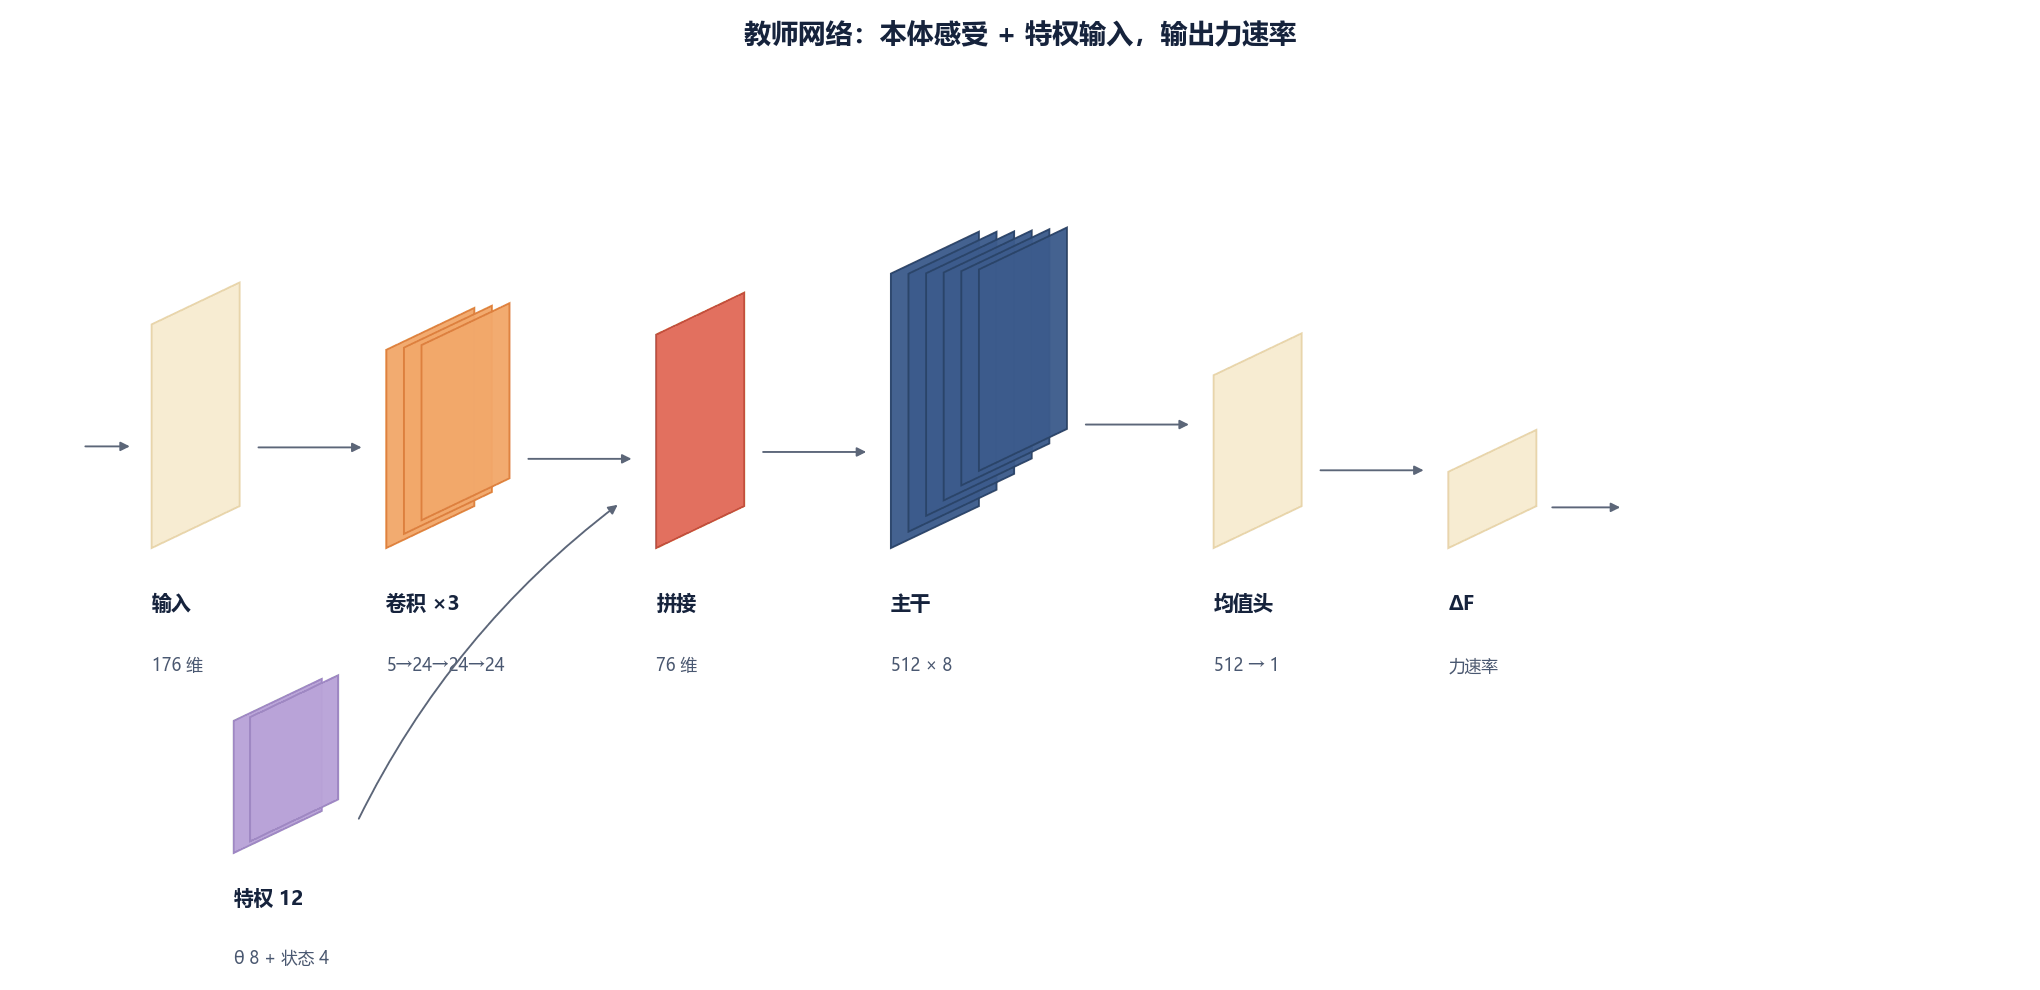 教师网络：本体感受 + 特权输入，输出力速率
输入
卷积 ×3
拼接
主干
均值头
ΔF
176 维
5→24→24→24
76 维
512 × 8
512 → 1
力速率
特权 12
θ 8 + 状态 4